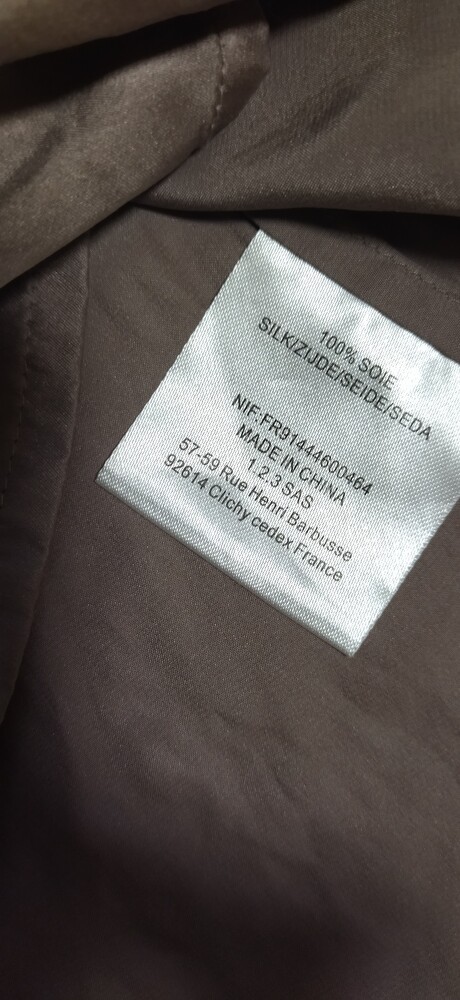 100% SOIE
SILK/ZIJDE/SEIDE/SEDA
NIF:FR91444600464
MADE IN CHINA
1.2.3 SAS
57-59 Rue Henri Barbusse
92614 Clichy cedex France